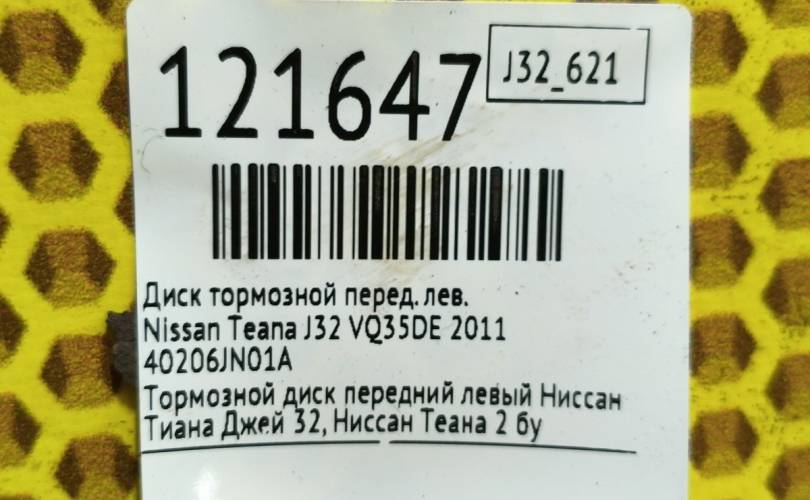 121647
J32_621
Диск тормозной перед. лев.
Nissan Teana J32 VQ35DE 2011
40206JN01A
Тормозной диск передний левый Ниссан
Тиана Джей 32, Ниссан Теана 2 бу